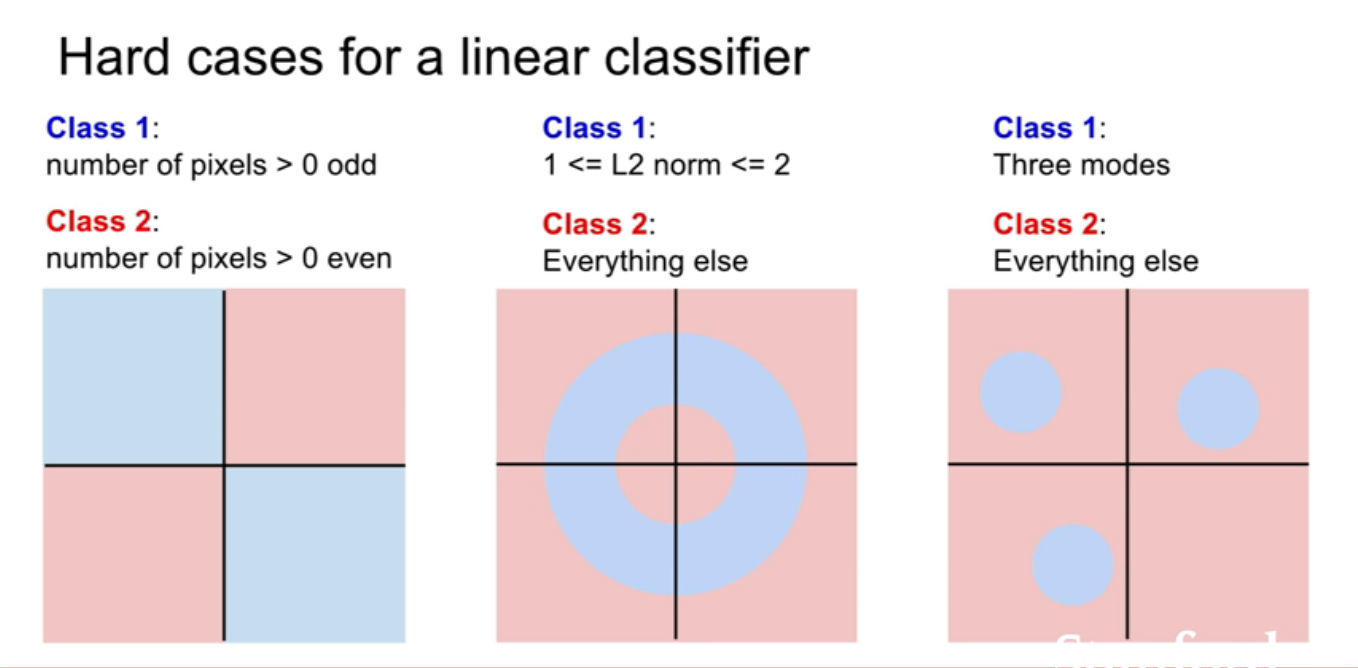 Hard cases for a linear classifier
Class 1:
number of pixels > 0 odd
Class 2:
number of pixels > 0 even
Class 1:
1 <= L2 norm <= 2
Class 2:
Everything else
Class 1:
Three modes
Class 2:
Everything else